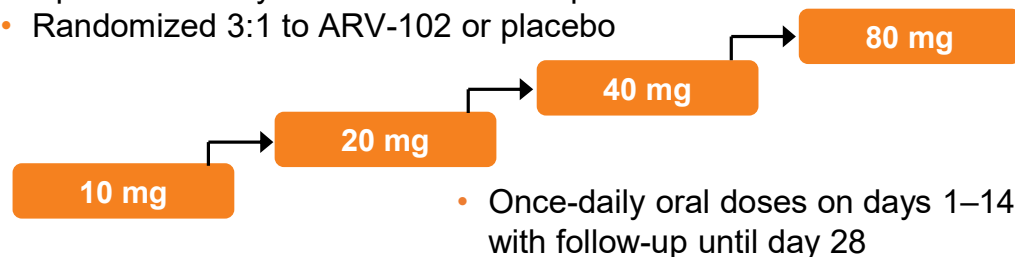 • Randomized 3:1 to ARV-102 or placebo
80 mg
40 mg
20 mg
10 mg
• Once-daily oral doses on days 1–14
with follow-up until day 28